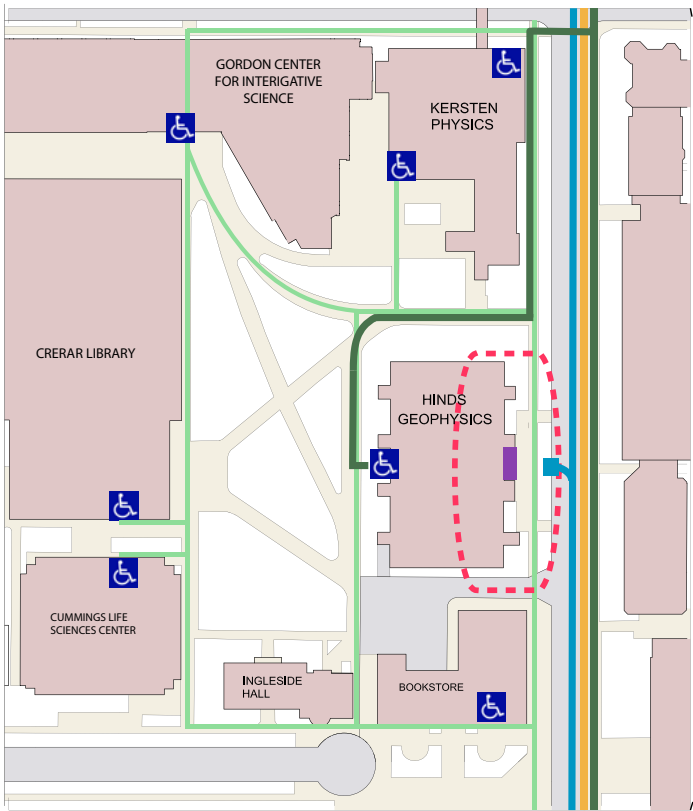 GORDON CENTER
FOR INTERIGATIVE
SCIENCE
KERSTEN
PHYSICS
CRERAR LIBRARY
HINDS
GEOPHYSICS
CUMMINGS LIFE
SCIENCES CENTER
INGLESIDE
HALL
BOOKSTORE